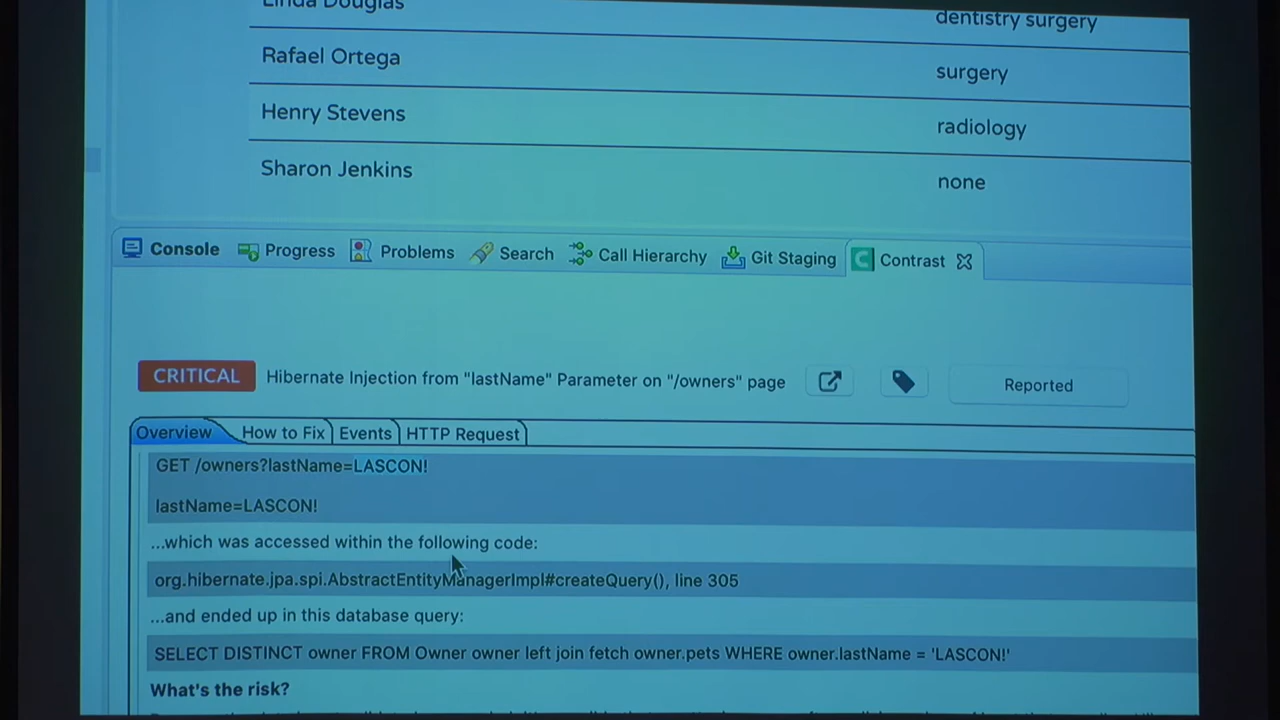 Linda Douglas dentistry surgery
Rafael Ortega surgery
Henry Stevens radiology
Sharon Jenkins none
Console Progress Problems Search Call Hierarchy Git Staging Contrast
CRITICAL Hibernate Injection from "lastName" Parameter on "/owners" page Reported
Overview How to Fix Events HTTP Request
GET /owners?lastName=LASCON!
lastName=LASCON!
...which was accessed within the following code:
org.hibernate.jpa.spi.AbstractEntityManagerImpl#createQuery(), line 305
...and ended up in this database query:
SELECT DISTINCT owner FROM Owner owner left join fetch owner.pets WHERE owner.lastName = 'LASCON!'
What's the risk?